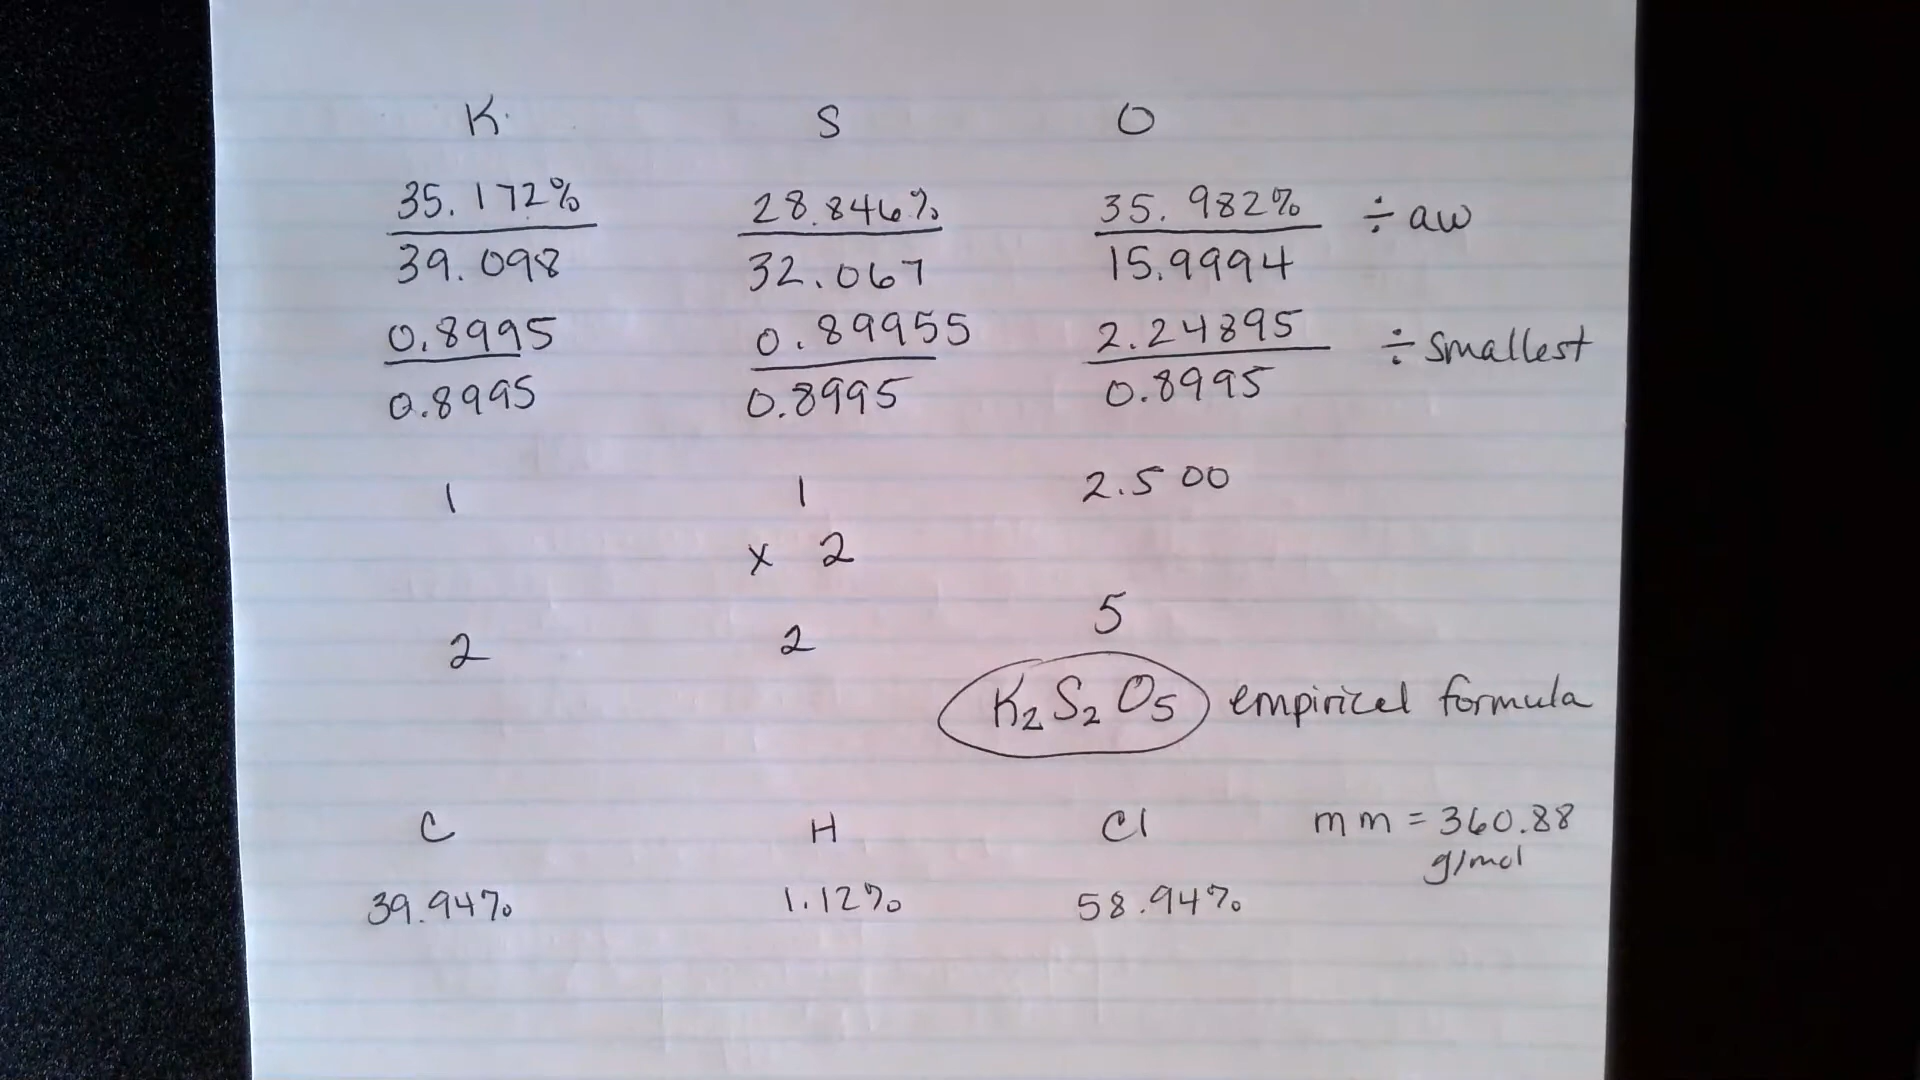 K S O
35.172% 28.846% 35.982% ÷ aw
39.098 32.067 15.9994
0.8995 0.89955 2.24895 ÷ smallest
0.8995 0.8995 0.8995
1 1 2.500
x 2
2 2 5
K₂S₂O₅ empirical formula
C H Cl mm = 360.88
g/mol
39.94% 1.12% 58.94%